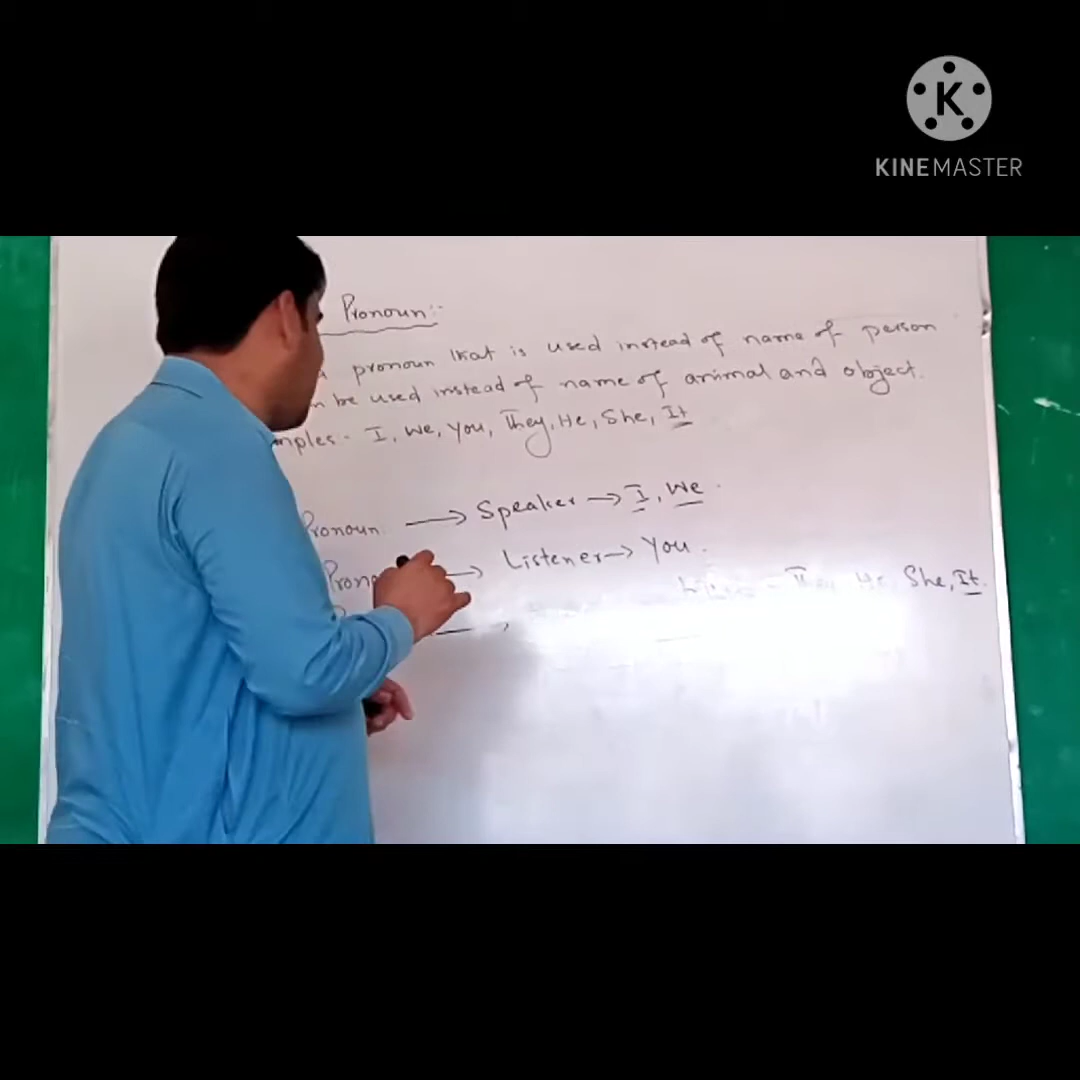 K
KINEMASTER
Pronoun:-
pronoun that is used instead of name of person
be used instead of name of animal and object.
mples:- I, We, You, They, He, She, It
Pronoun → Speaker → I, We.
Pron → Listener → You.
They He She, It.